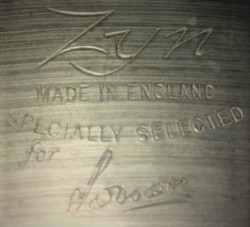 Zyn
MADE IN ENGLAND
SPECIALLY SELECTED
for